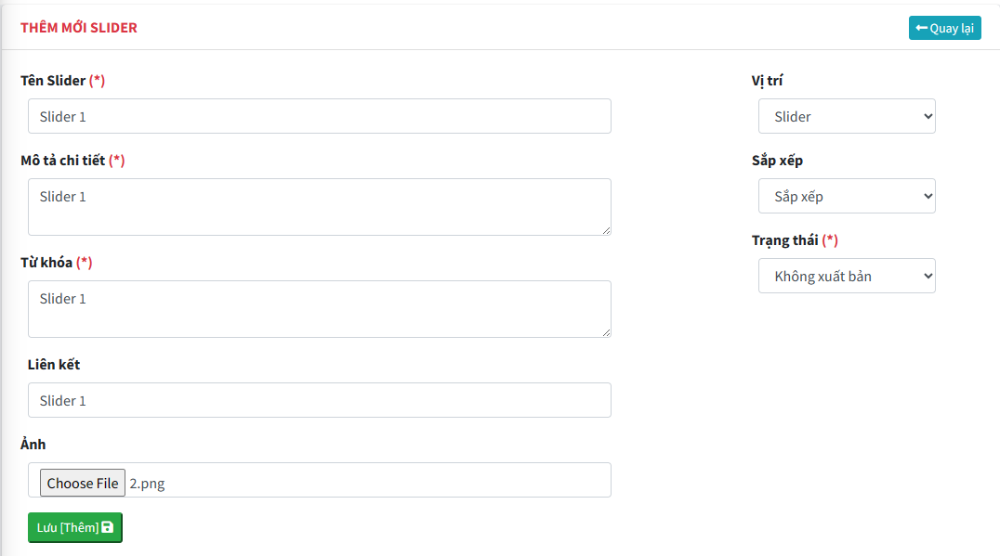 THÊM MỚI SLIDER
Quay lại
Tên Slider (*)
Slider 1
Mô tả chi tiết (*)
Slider 1
Từ khóa (*)
Slider 1
Liên kết
Slider 1
Ảnh
Choose File 2.png
Lưu [Thêm]
Vị trí
Slider
Sắp xếp
Sắp xếp
Trạng thái (*)
Không xuất bản